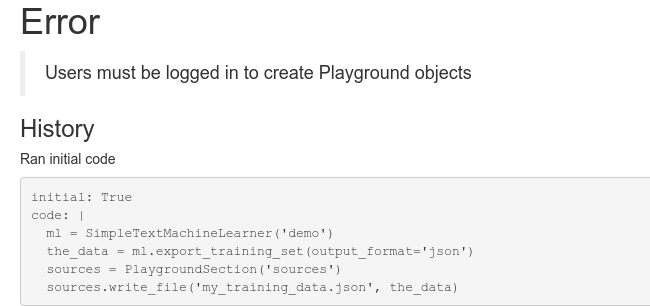 Error
Users must be logged in to create Playground objects
History
Ran initial code
initial: True
code: |
  ml = SimpleTextMachineLearner('demo')
  the_data = ml.export_training_set(output_format='json')
  sources = PlaygroundSection('sources')
  sources.write_file('my_training_data.json', the_data)